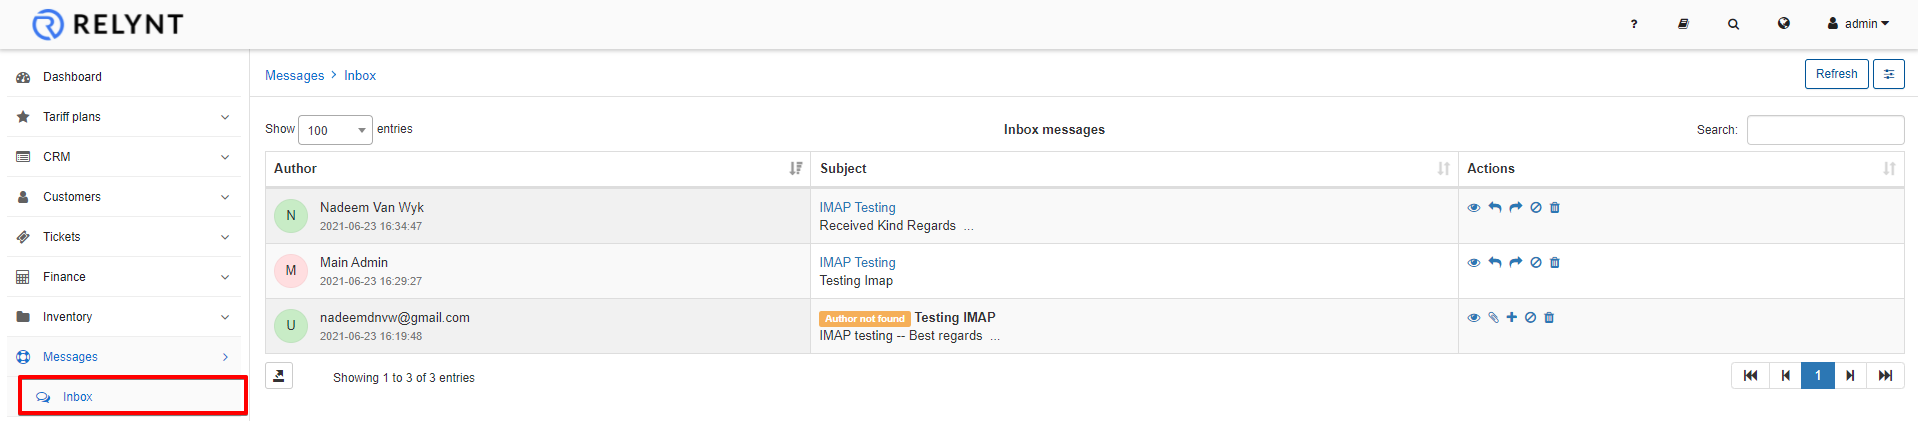 RELYNT
? admin
Dashboard
Tariff plans
CRM
Customers
Tickets
Finance
Inventory
Messages
Inbox
Messages > Inbox
Refresh
Show 100 entries
Inbox messages
Search:
Author Subject Actions
N Nadeem Van Wyk
2021-06-23 16:34:47
IMAP Testing
Received Kind Regards ...
M Main Admin
2021-06-23 16:29:27
IMAP Testing
Testing Imap
U nadeemdnvw@gmail.com
2021-06-23 16:19:48
Author not found Testing IMAP
IMAP testing -- Best regards ...
Showing 1 to 3 of 3 entries
1